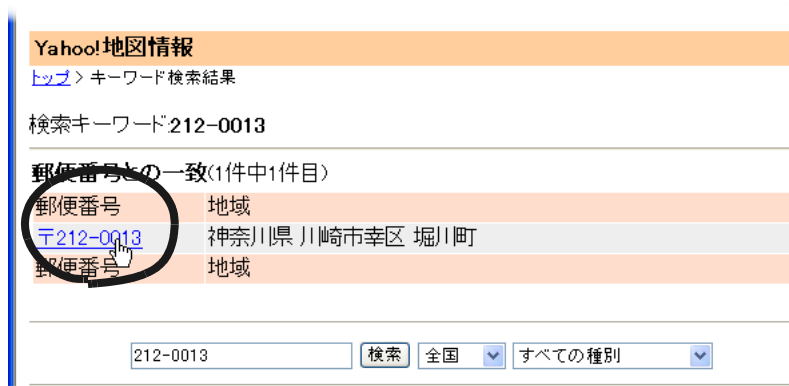 Yahoo!地図情報
トップ > キーワード検索結果
検索キーワード:212-0013
郵便番号との一致(1件中1件目)
郵便番号 地域
〒212-0013 神奈川県 川崎市幸区 堀川町
郵便番号 地域
212-0013 検索 全国 すべての種別